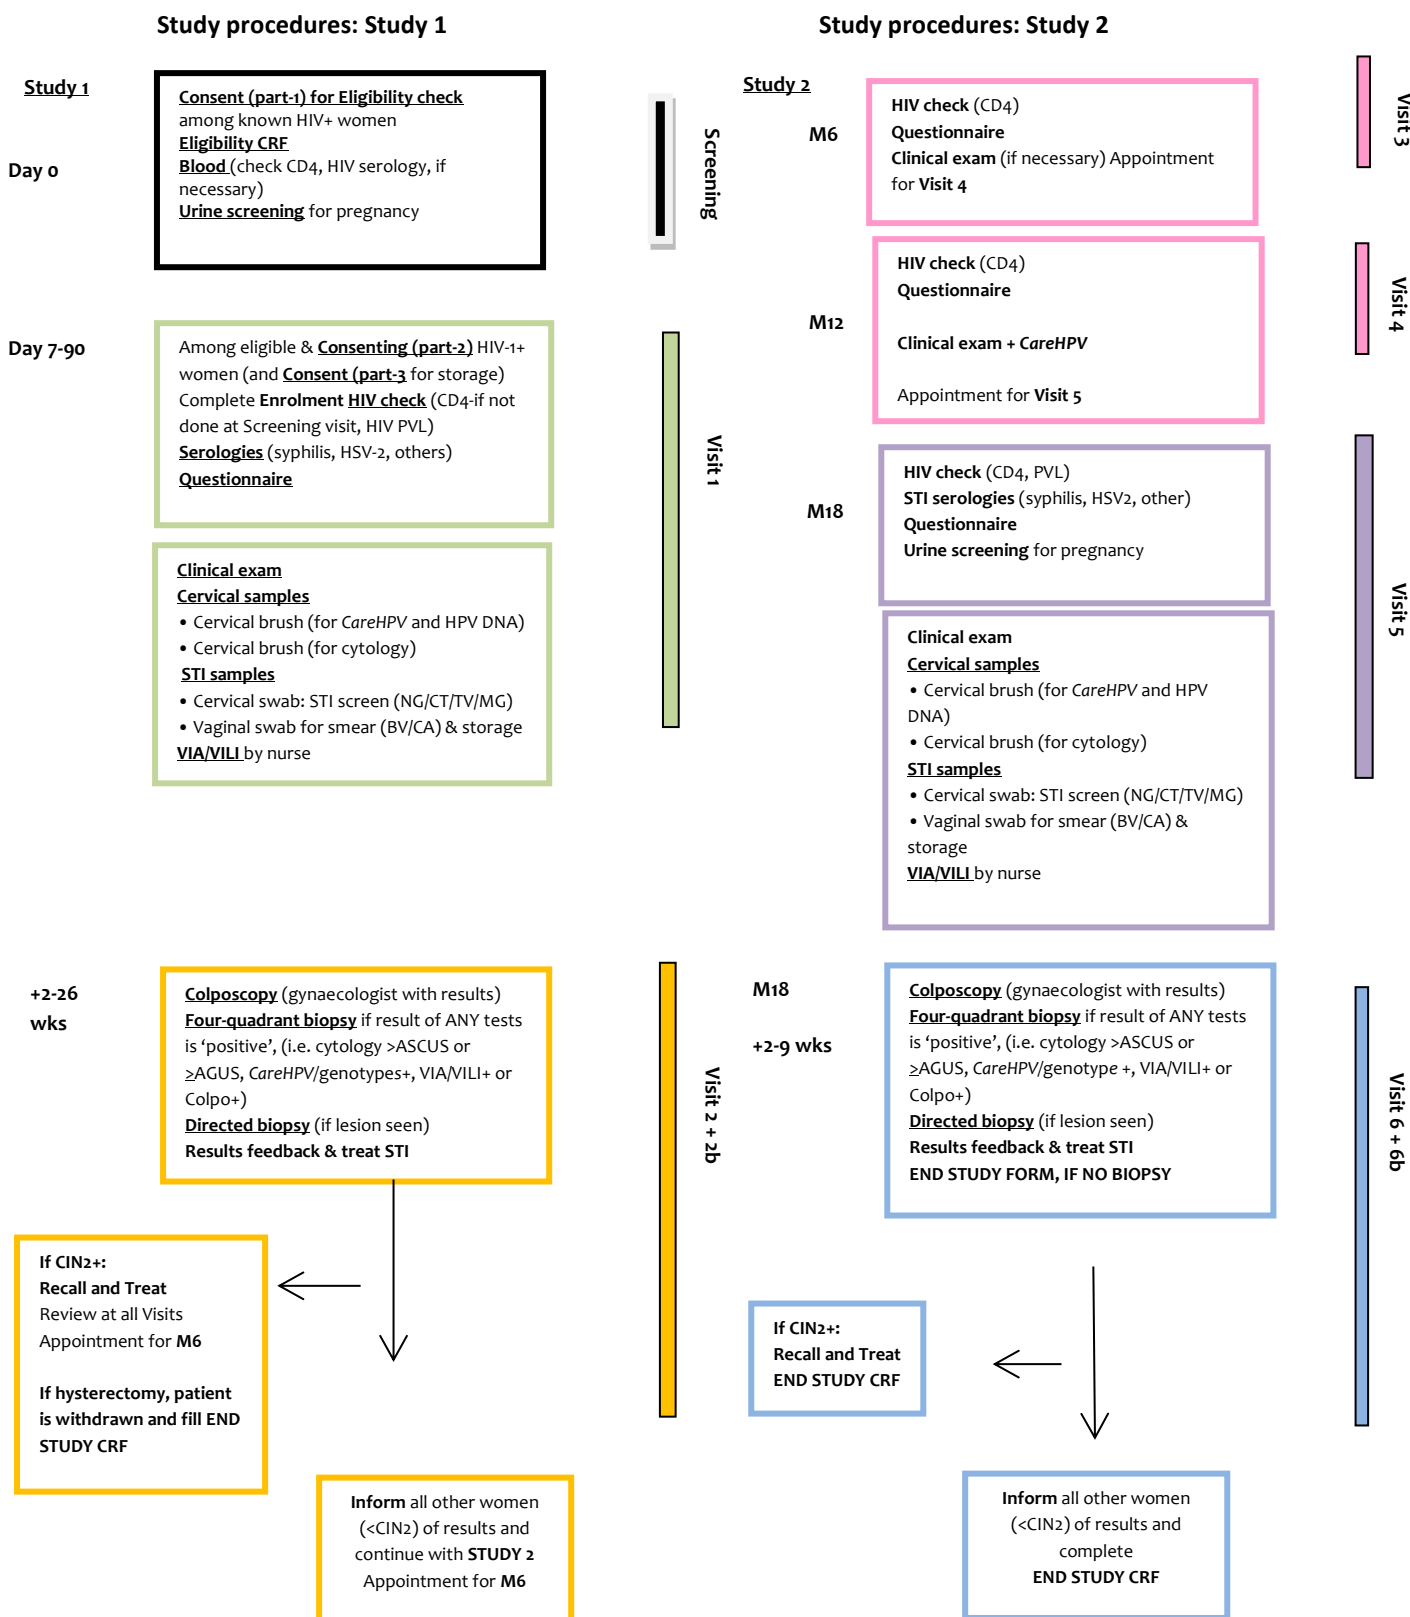 Study procedures: Study 1
Study 1
Day 0
Consent (part-1) for Eligibility check
among known HIV+ women
Eligibility CRF
Blood (check CD4, HIV serology, if
necessary)
Urine screening for pregnancy
Screening
Day 7-90
Among eligible & Consenting (part-2) HIV-1+
women (and Consent (part-3 for storage)
Complete Enrolment HIV check (CD4-if not
done at Screening visit, HIV PVL)
Serologies (syphilis, HSV-2, others)
Questionnaire
Clinical exam
Cervical samples
• Cervical brush (for CareHPV and HPV DNA)
• Cervical brush (for cytology)
STI samples
• Cervical swab: STI screen (NG/CT/TV/MG)
• Vaginal swab for smear (BV/CA) & storage
VIA/VILI by nurse
Visit 1
+2-26
wks
Colposcopy (gynaecologist with results)
Four-quadrant biopsy if result of ANY tests
is ‘positive’, (i.e. cytology >ASCUS or
≥AGUS, CareHPV/genotypes+, VIA/VILI+ or
Colpo+)
Directed biopsy (if lesion seen)
Results feedback & treat STI
Visit 2 + 2b
If CIN2+:
Recall and Treat
Review at all Visits
Appointment for M6
If hysterectomy, patient
is withdrawn and fill END
STUDY CRF
Inform all other women
(<CIN2) of results and
continue with STUDY 2
Appointment for M6
Study procedures: Study 2
Study 2
M6
HIV check (CD4)
Questionnaire
Clinical exam (if necessary) Appointment
for Visit 4
Visit 3
M12
HIV check (CD4)
Questionnaire
Clinical exam + CareHPV
Appointment for Visit 5
Visit 4
M18
HIV check (CD4, PVL)
STI serologies (syphilis, HSV2, other)
Questionnaire
Urine screening for pregnancy
Clinical exam
Cervical samples
• Cervical brush (for CareHPV and HPV
DNA)
• Cervical brush (for cytology)
STI samples
• Cervical swab: STI screen (NG/CT/TV/MG)
• Vaginal swab for smear (BV/CA) &
storage
VIA/VILI by nurse
Visit 5
M18
+2-9 wks
Colposcopy (gynaecologist with results)
Four-quadrant biopsy if result of ANY tests
is ‘positive’, (i.e. cytology >ASCUS or
≥AGUS, CareHPV/genotype +, VIA/VILI+ or
Colpo+)
Directed biopsy (if lesion seen)
Results feedback & treat STI
END STUDY FORM, IF NO BIOPSY
Visit 6 + 6b
If CIN2+:
Recall and Treat
END STUDY CRF
Inform all other women
(<CIN2) of results and
complete
END STUDY CRF